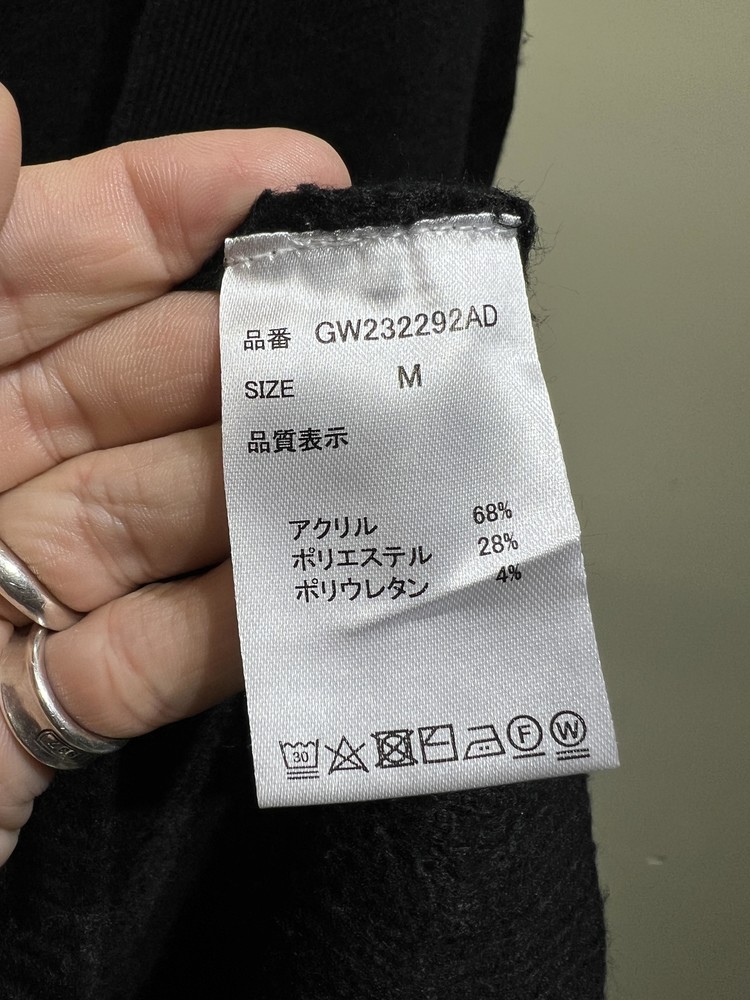 品番 GW232292AD
SIZE M
品質表示
アクリル 68%
ポリエステル 28%
ポリウレタン 4%
30 F W